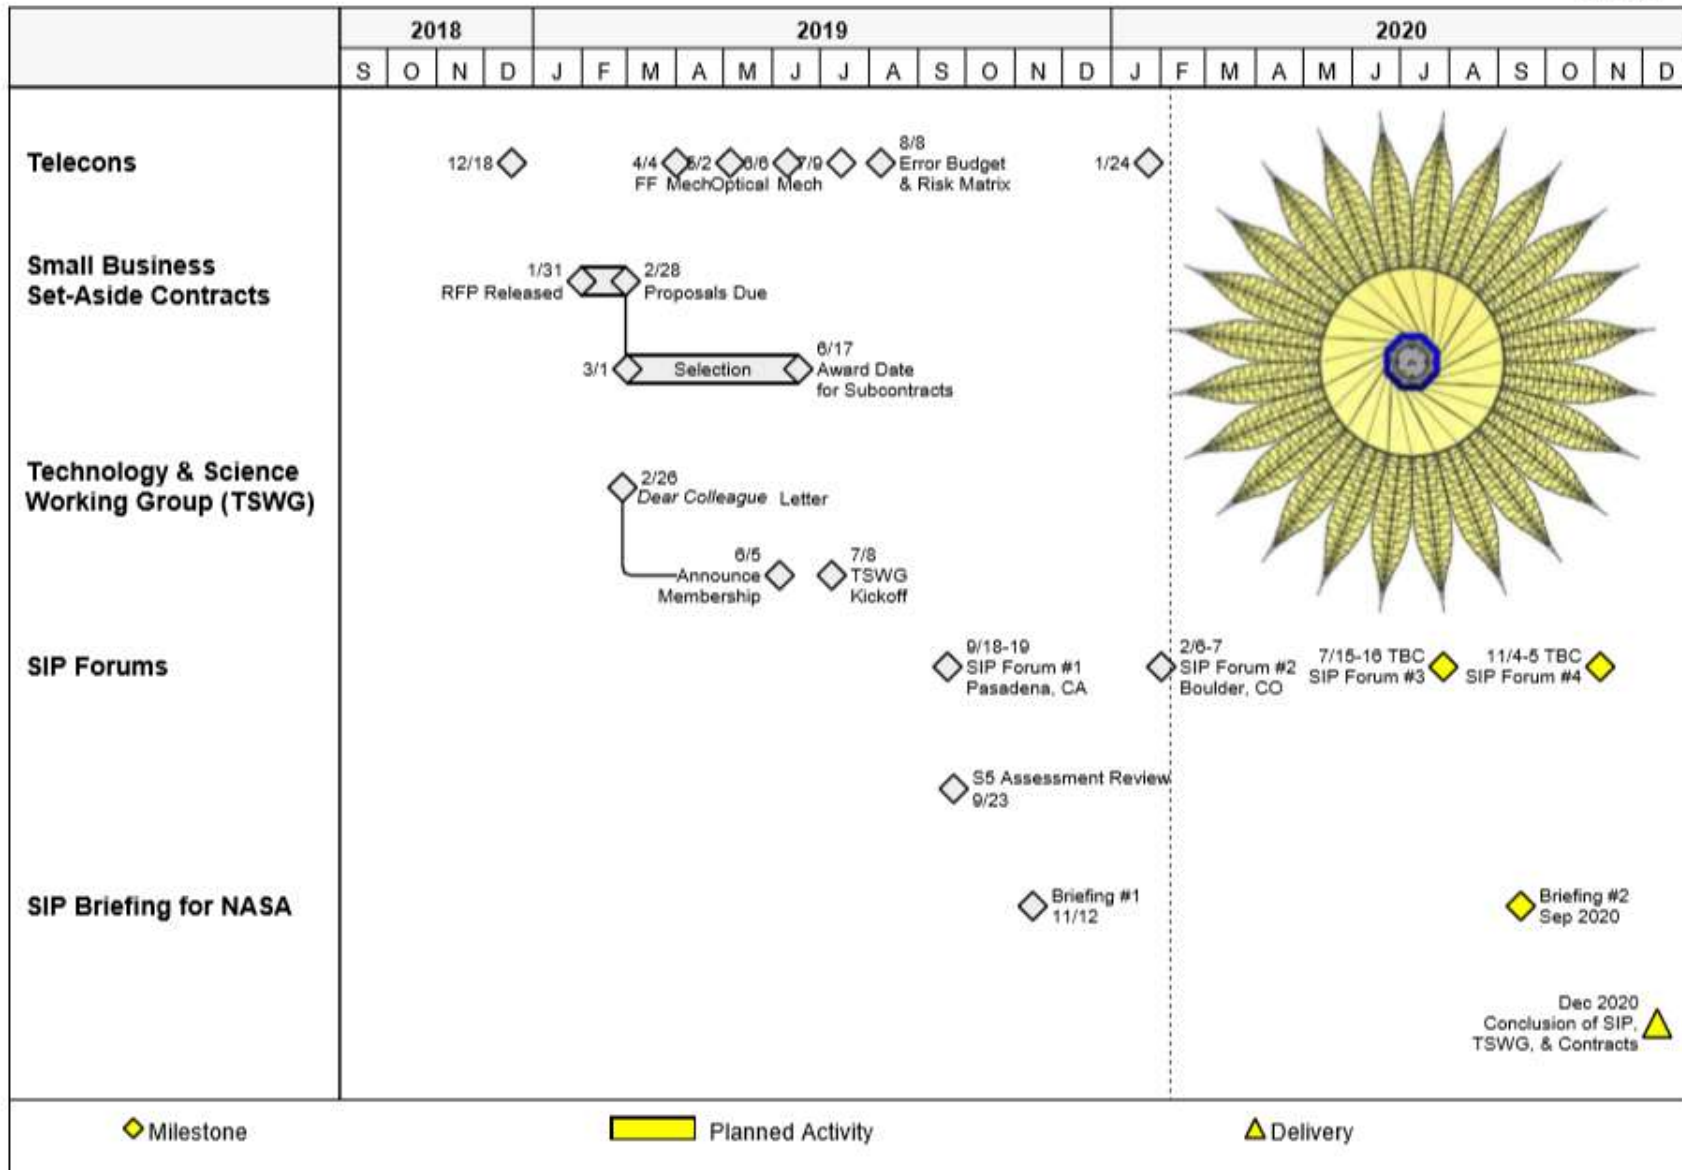 2018 2019 2020
S O N D J F M A M J J A S O N D J F M A M J J A S O N D
Telecons
12/18
4/4
FF Mech
5/2
Optical
6/6
Mech
7/9
8/8
Error Budget
& Risk Matrix
1/24
Small Business
Set-Aside Contracts
1/31
RFP Released
2/28
Proposals Due
3/1
Selection
6/17
Award Date
for Subcontracts
Technology & Science
Working Group (TSWG)
2/26
Dear Colleague Letter
6/5
Announce
Membership
7/8
TSWG
Kickoff
SIP Forums
9/18-19
SIP Forum #1
Pasadena, CA
2/6-7
SIP Forum #2
Boulder, CO
7/15-16 TBC
SIP Forum #3
11/4-5 TBC
SIP Forum #4
S5 Assessment Review
9/23
SIP Briefing for NASA
Briefing #1
11/12
Briefing #2
Sep 2020
Dec 2020
Conclusion of SIP,
TSWG, & Contracts
Milestone
Planned Activity
Delivery